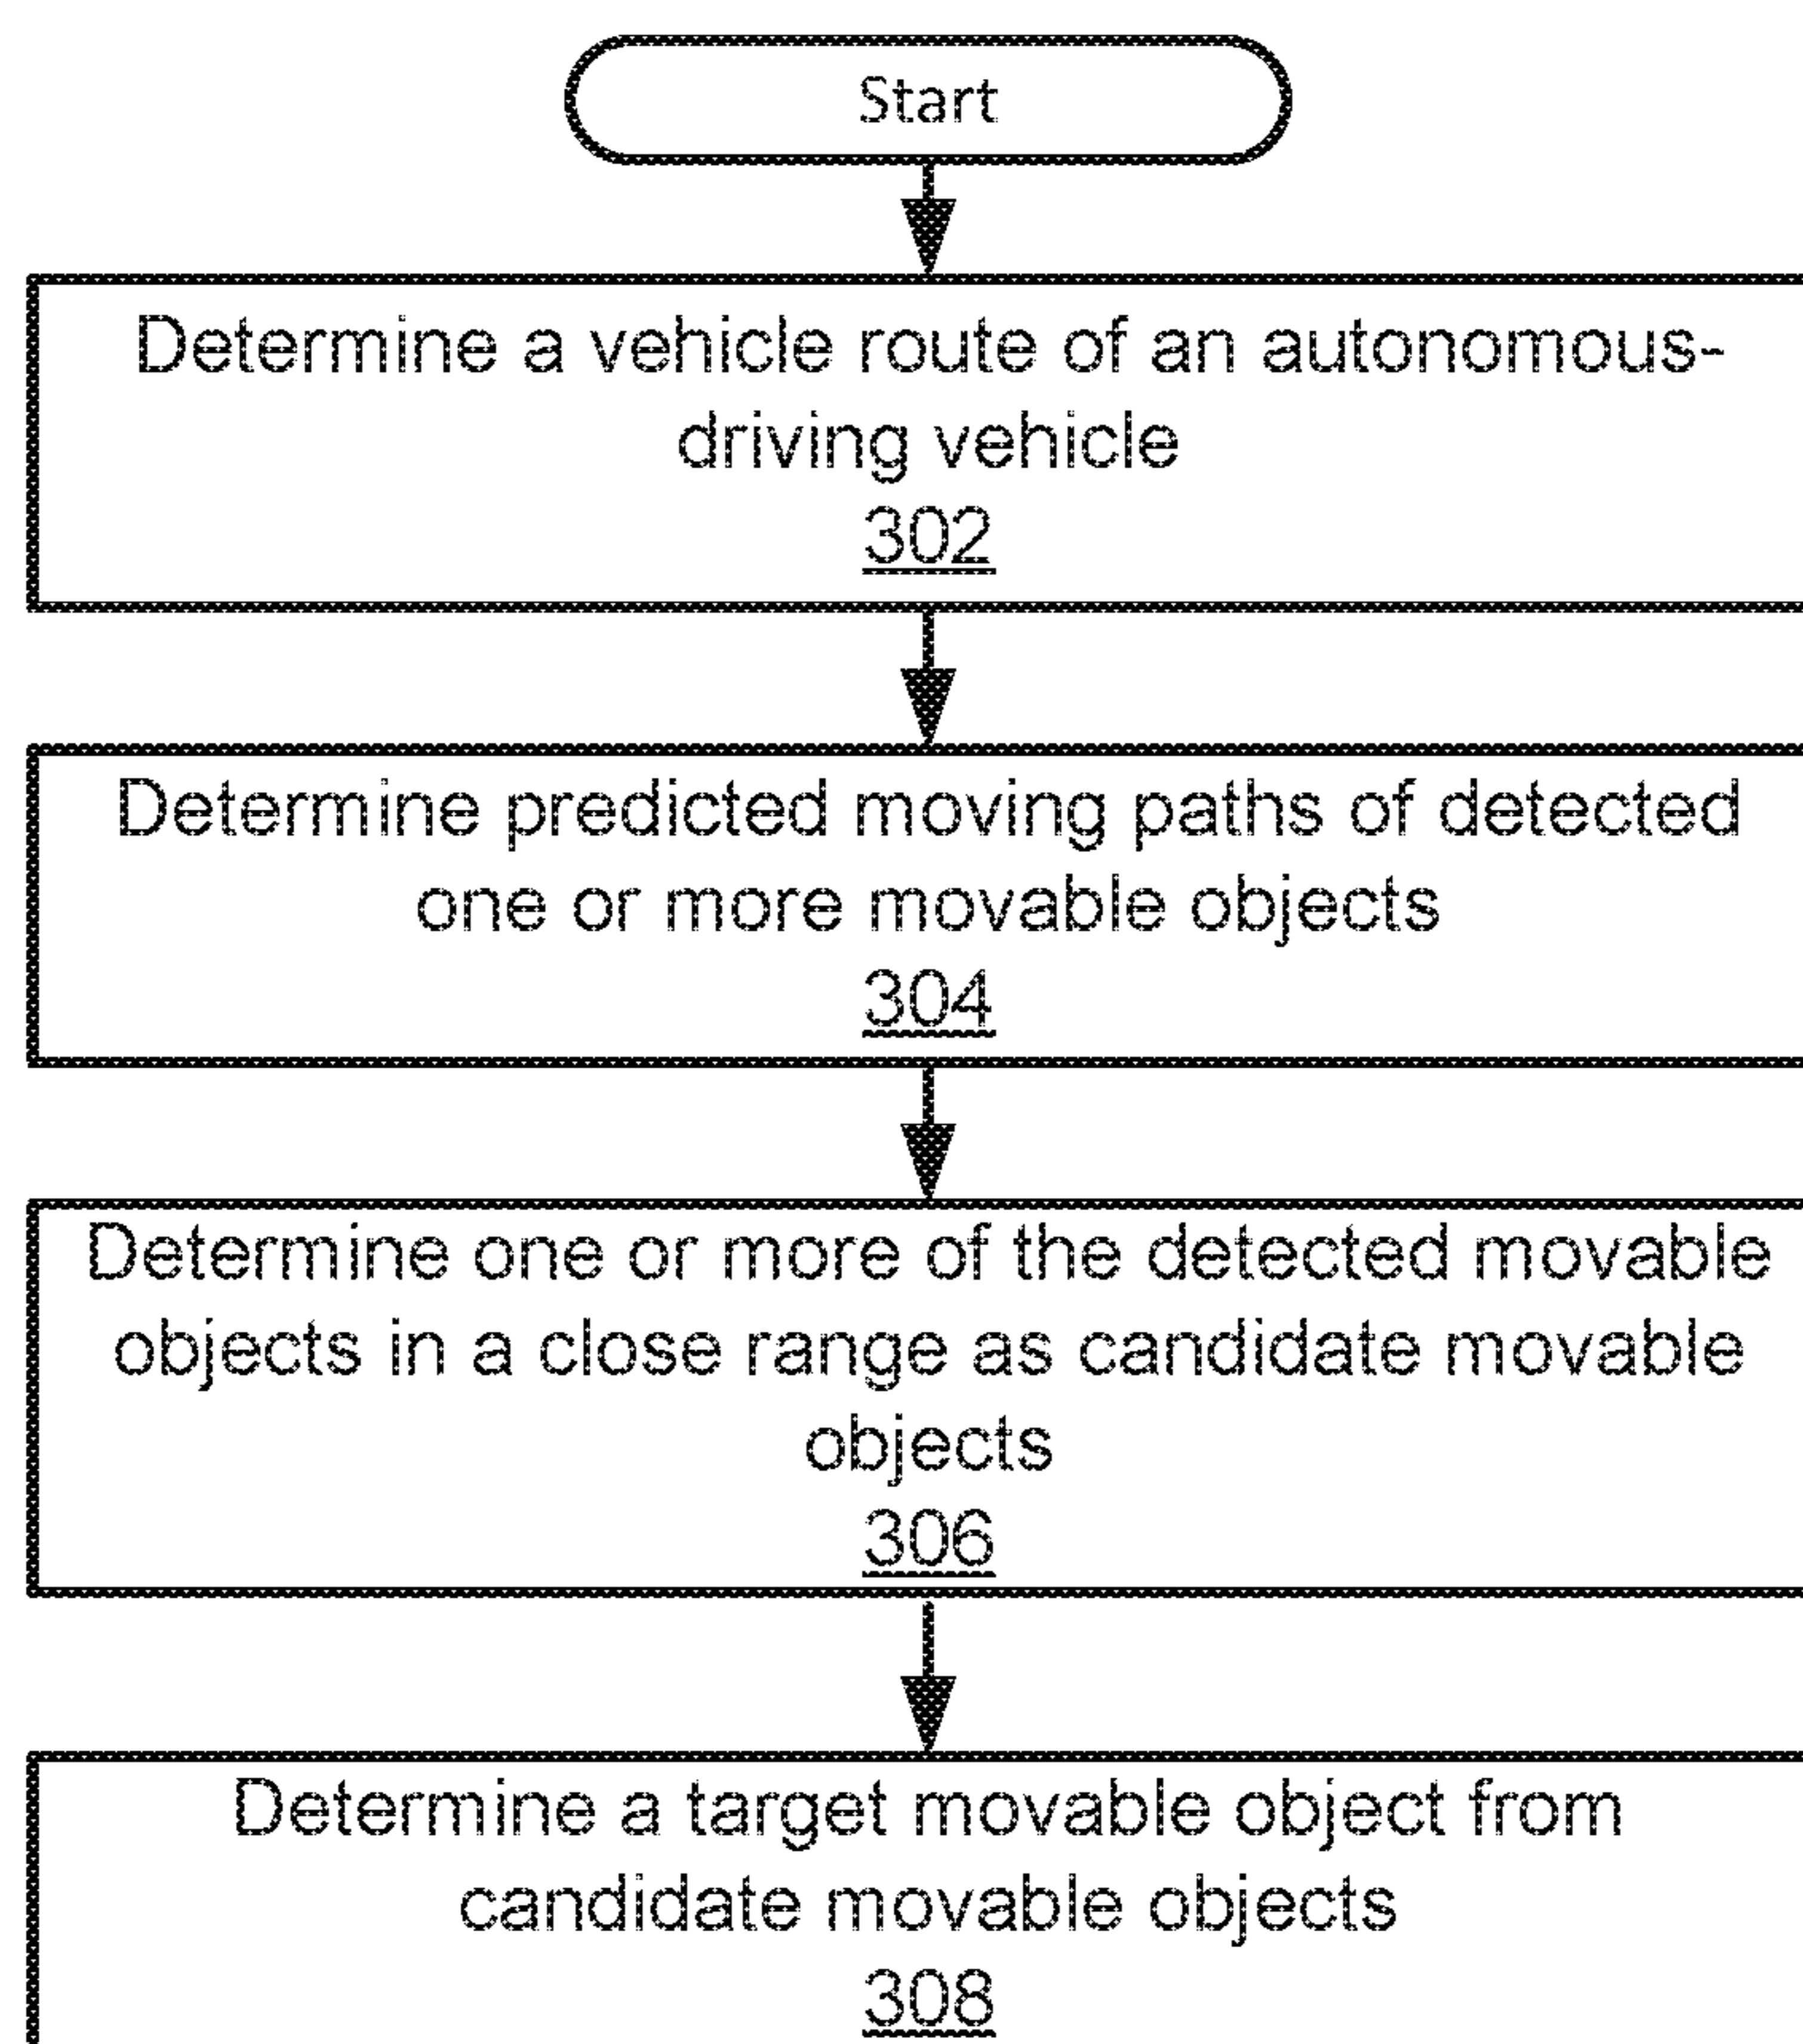 Start
Determine a vehicle route of an autonomous-
driving vehicle
302
Determine predicted moving paths of detected
one or more movable objects
304
Determine one or more of the detected movable
objects in a close range as candidate movable
objects
306
Determine a target movable object from
candidate movable objects
308